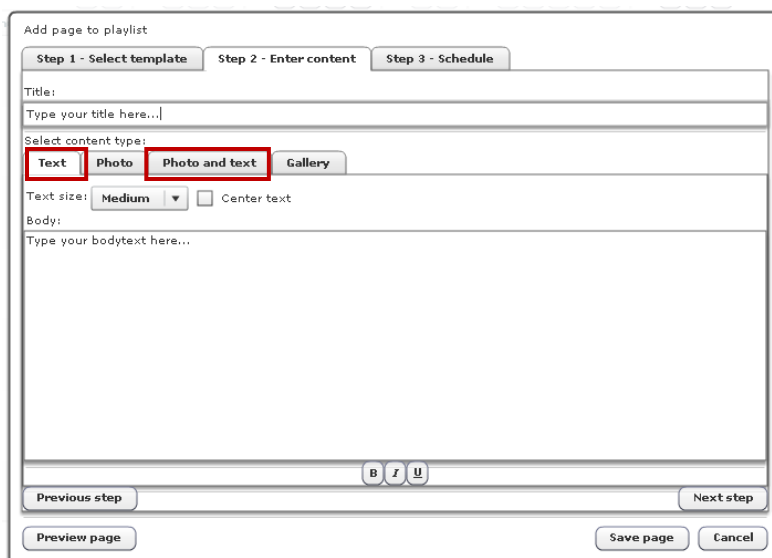 Add page to playlist
Step 1 - Select template Step 2 - Enter content Step 3 - Schedule
Title:
Type your title here...
Select content type:
Text Photo Photo and text Gallery
Text size: Medium Center text
Body:
Type your bodytext here...
B I U
Previous step Next step
Preview page Save page Cancel